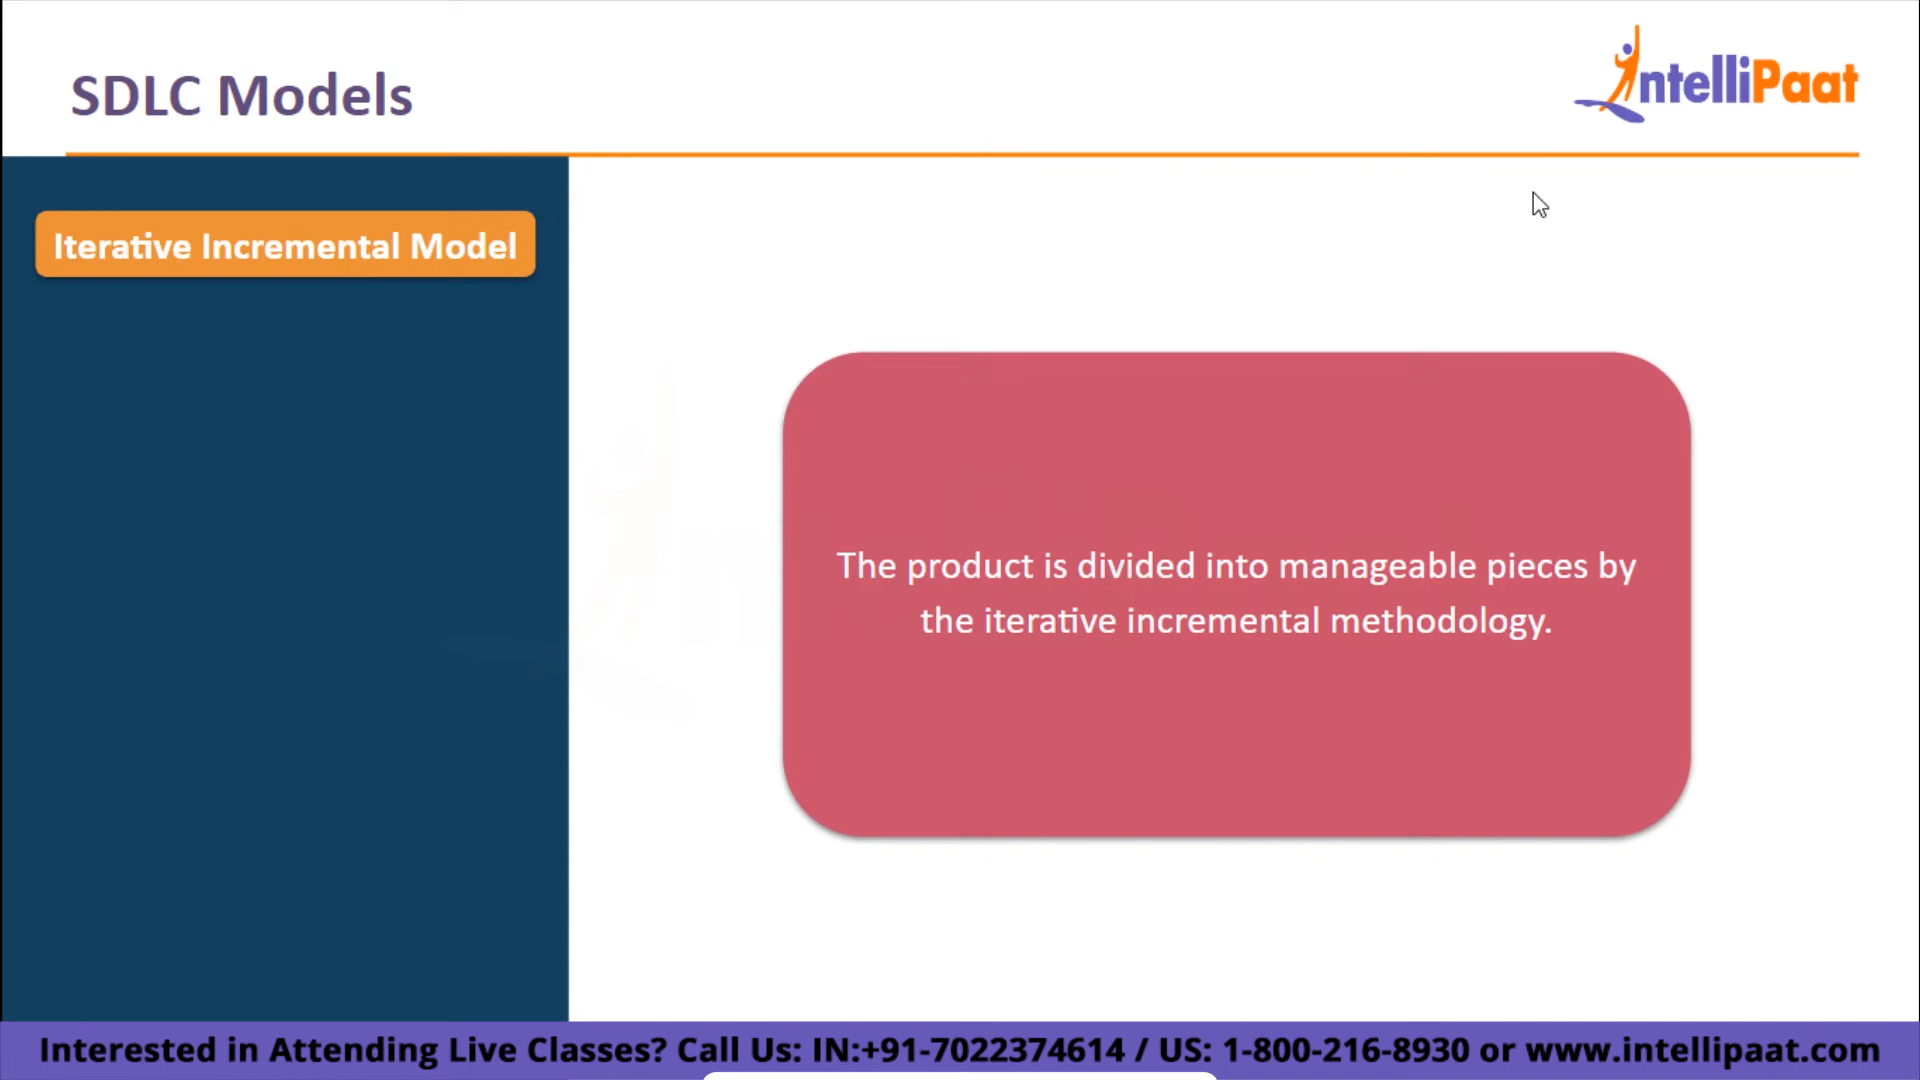 SDLC Models
IntelliPaat
Iterative Incremental Model
The product is divided into manageable pieces by
the iterative incremental methodology.
Interested in Attending Live Classes? Call Us: IN:+91-7022374614 / US: 1-800-216-8930 or www.intellipaat.com